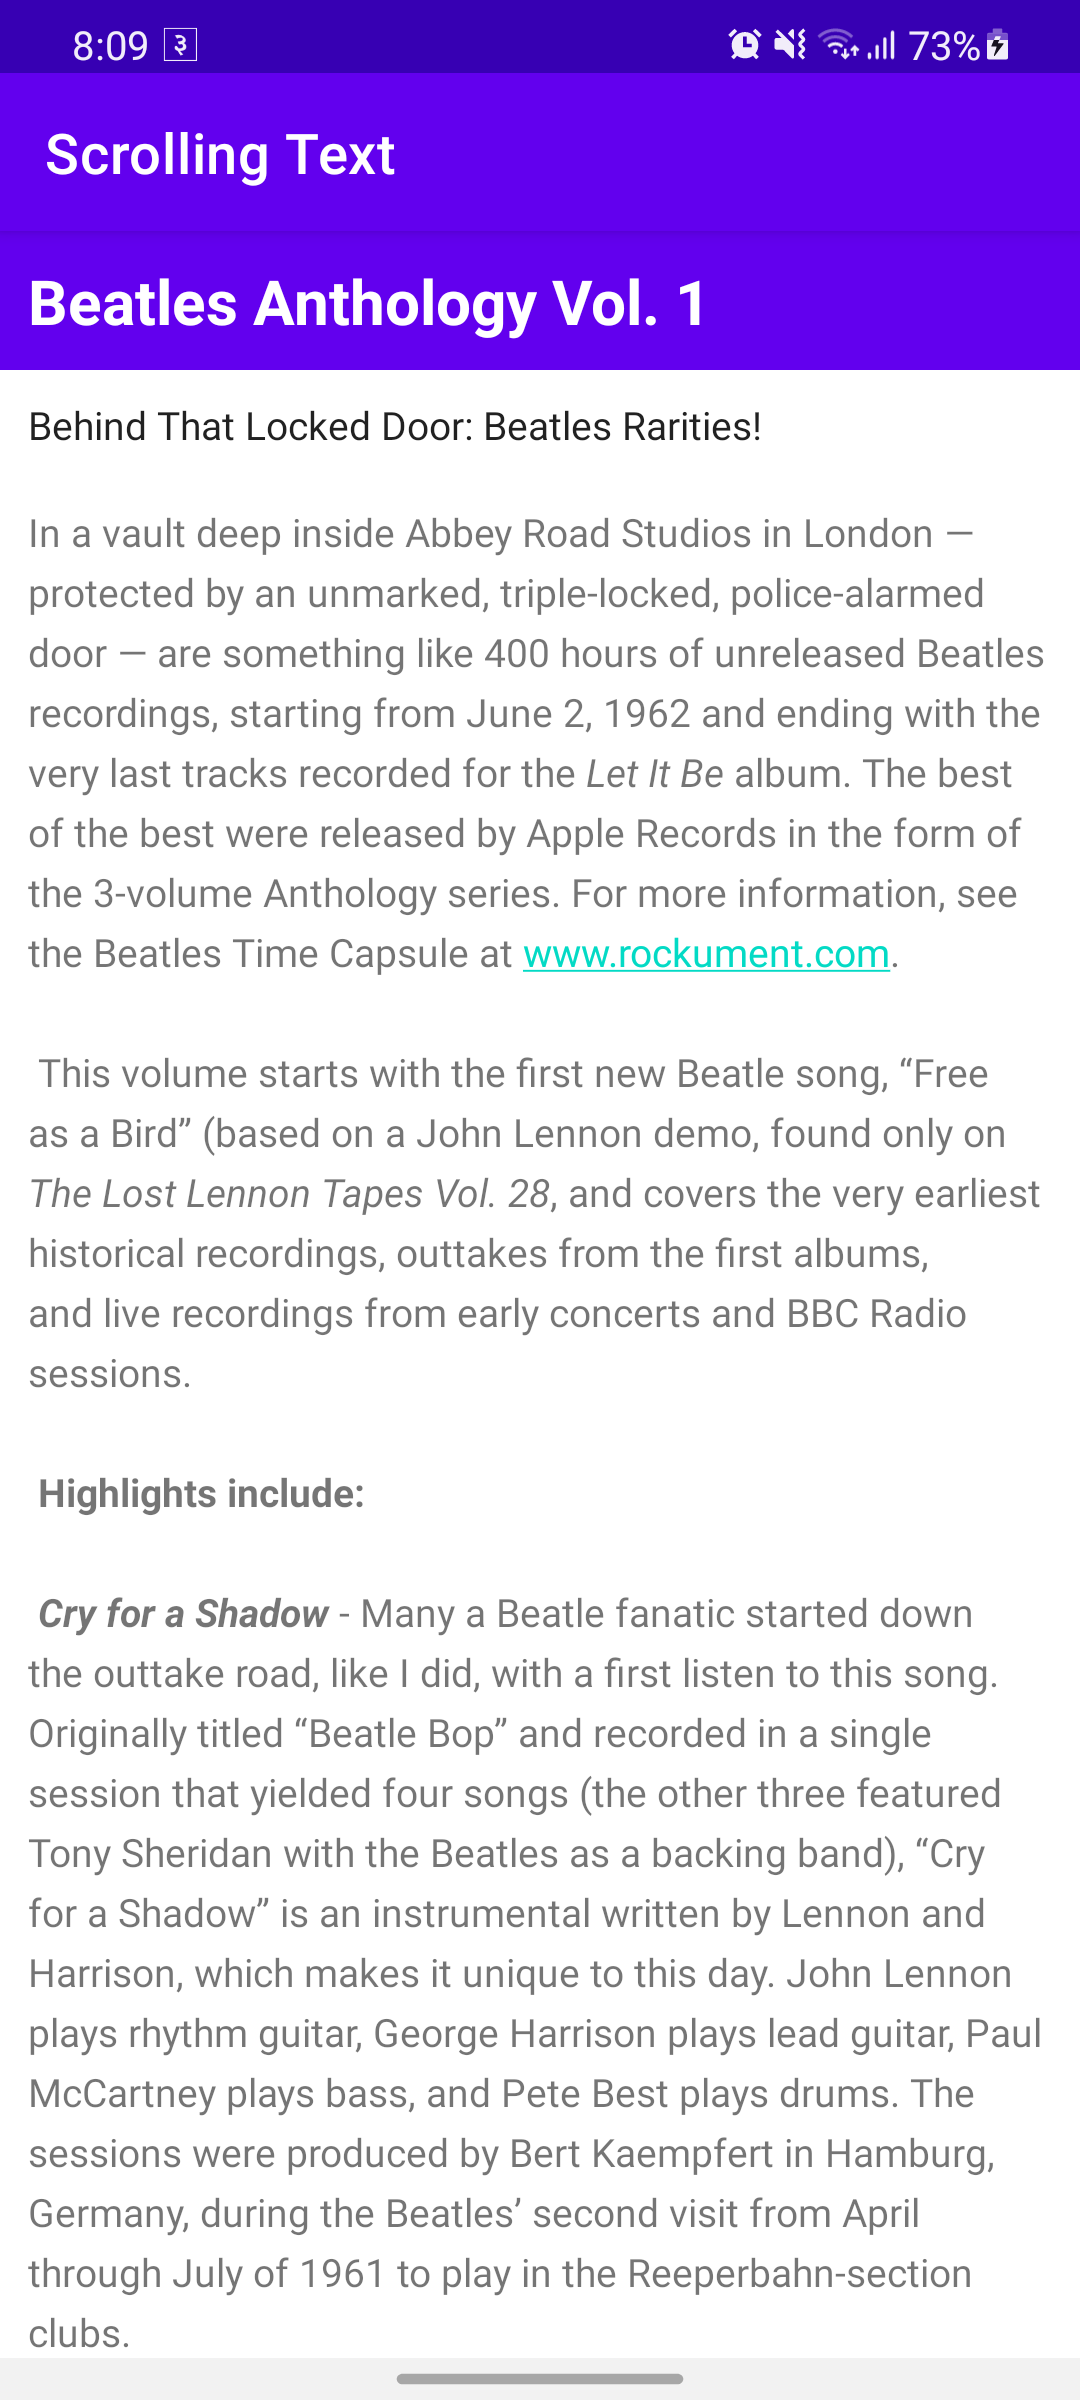 8:09 ३ 73%
Scrolling Text
Beatles Anthology Vol. 1
Behind That Locked Door: Beatles Rarities!
In a vault deep inside Abbey Road Studios in London —
protected by an unmarked, triple-locked, police-alarmed
door — are something like 400 hours of unreleased Beatles
recordings, starting from June 2, 1962 and ending with the
very last tracks recorded for the Let It Be album. The best
of the best were released by Apple Records in the form of
the 3-volume Anthology series. For more information, see
the Beatles Time Capsule at www.rockument.com.
This volume starts with the first new Beatle song, “Free
as a Bird” (based on a John Lennon demo, found only on
The Lost Lennon Tapes Vol. 28, and covers the very earliest
historical recordings, outtakes from the first albums,
and live recordings from early concerts and BBC Radio
sessions.
Highlights include:
Cry for a Shadow - Many a Beatle fanatic started down
the outtake road, like I did, with a first listen to this song.
Originally titled “Beatle Bop” and recorded in a single
session that yielded four songs (the other three featured
Tony Sheridan with the Beatles as a backing band), “Cry
for a Shadow” is an instrumental written by Lennon and
Harrison, which makes it unique to this day. John Lennon
plays rhythm guitar, George Harrison plays lead guitar, Paul
McCartney plays bass, and Pete Best plays drums. The
sessions were produced by Bert Kaempfert in Hamburg,
Germany, during the Beatles’ second visit from April
through July of 1961 to play in the Reeperbahn-section
clubs.